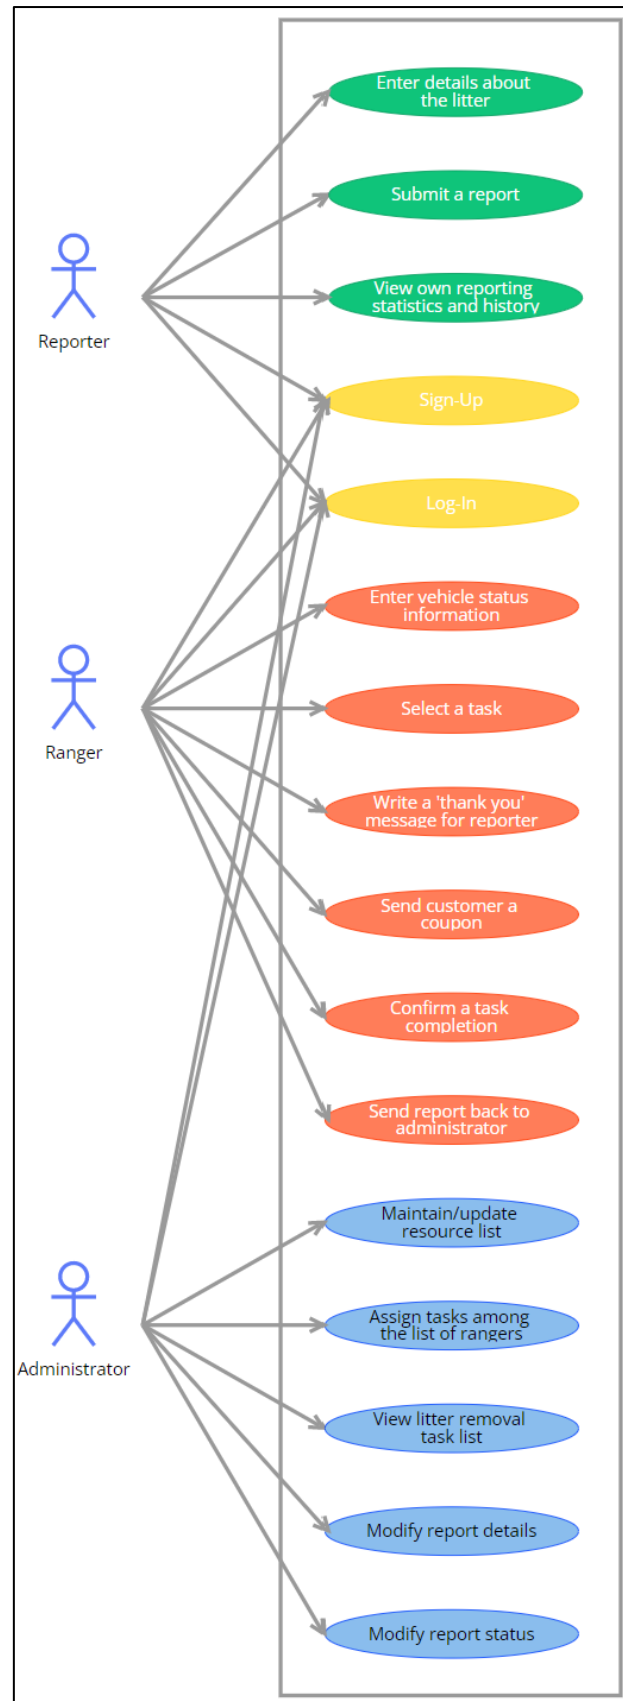 Enter details about
the litter
Submit a report
View own reporting
statistics and history
Reporter
Sign-Up
Log-In
Enter vehicle status
information
Select a task
Ranger
Write a 'thank you'
message for reporter
Send customer a
coupon
Confirm a task
completion
Send report back to
administrator
Maintain/update
resource list
Assign tasks among
the list of rangers
Administrator
View litter removal
task list
Modify report details
Modify report status